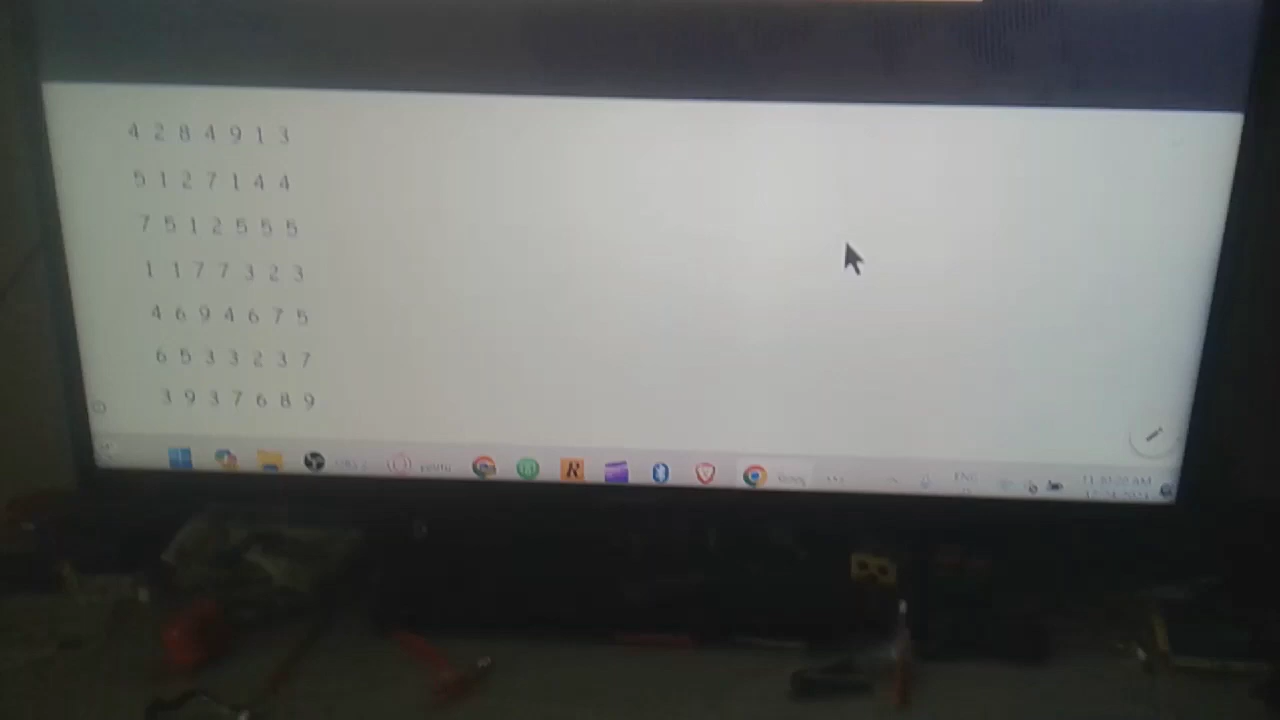 4 2 8 4 9 1 3
5 1 2 7 1 4 4
7 5 1 2 5 5 5
1 1 7 7 3 2 3
4 6 9 4 6 7 5
6 5 3 3 2 3 7
3 9 3 7 6 8 9
ENG